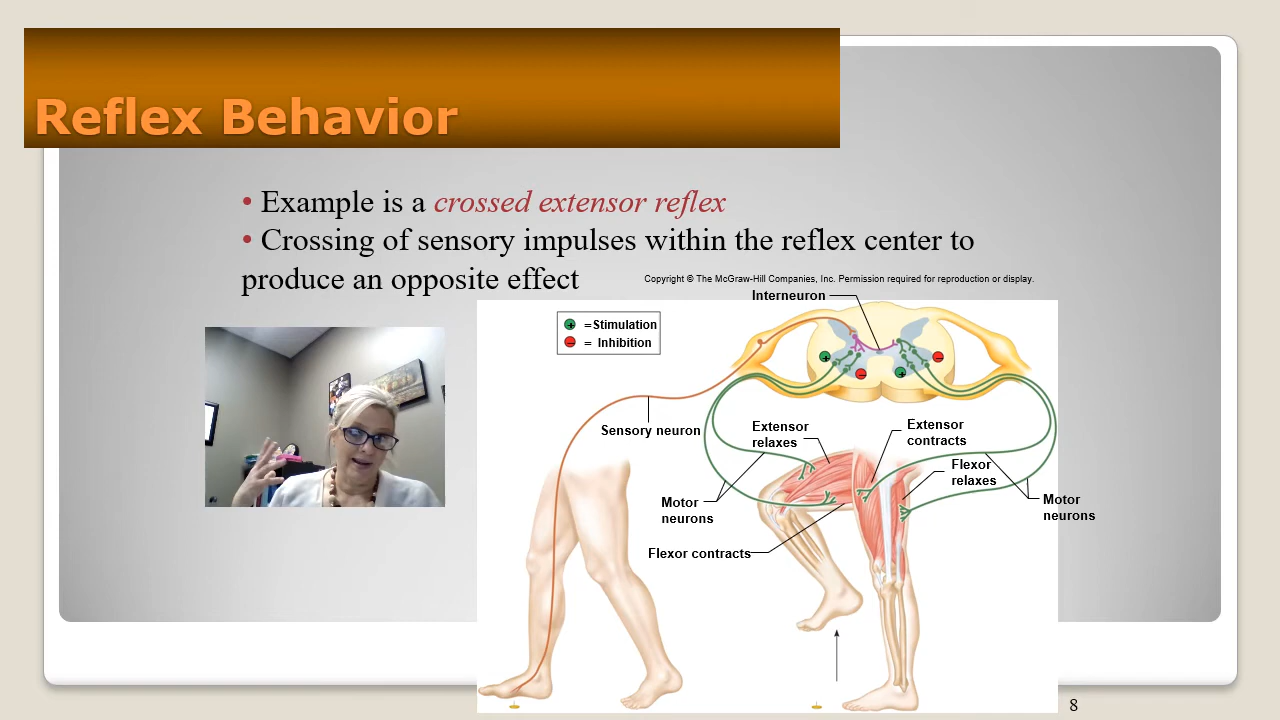 Reflex Behavior
• Example is a crossed extensor reflex
• Crossing of sensory impulses within the reflex center to
produce an opposite effect
Copyright © The McGraw-Hill Companies, Inc. Permission required for reproduction or display.
Interneuron
+ =Stimulation
− = Inhibition
+
−
−
+
Sensory neuron
Extensor
relaxes
Extensor
contracts
Flexor
relaxes
Motor
neurons
Motor
neurons
Flexor contracts
8